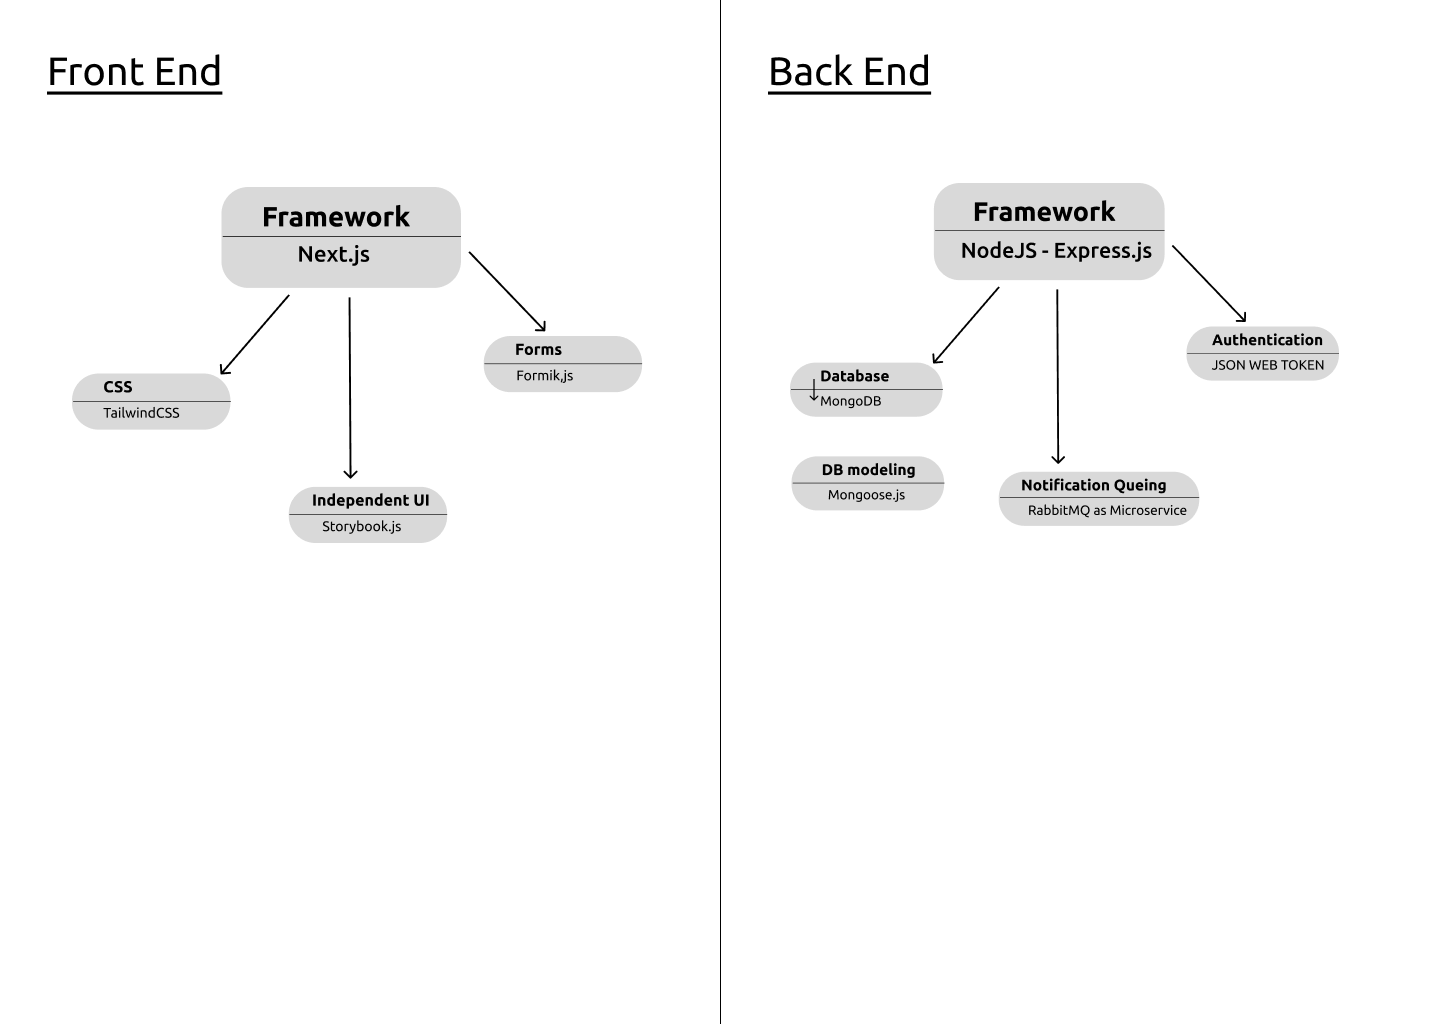 Front End
Framework
Next.js
Forms
Formik,js
CSS
TailwindCSS
Independent UI
Storybook.js
Back End
Framework
NodeJS - Express.js
Authentication
JSON WEB TOKEN
Database
MongoDB
DB modeling
Mongoose.js
Notification Queing
RabbitMQ as Microservice